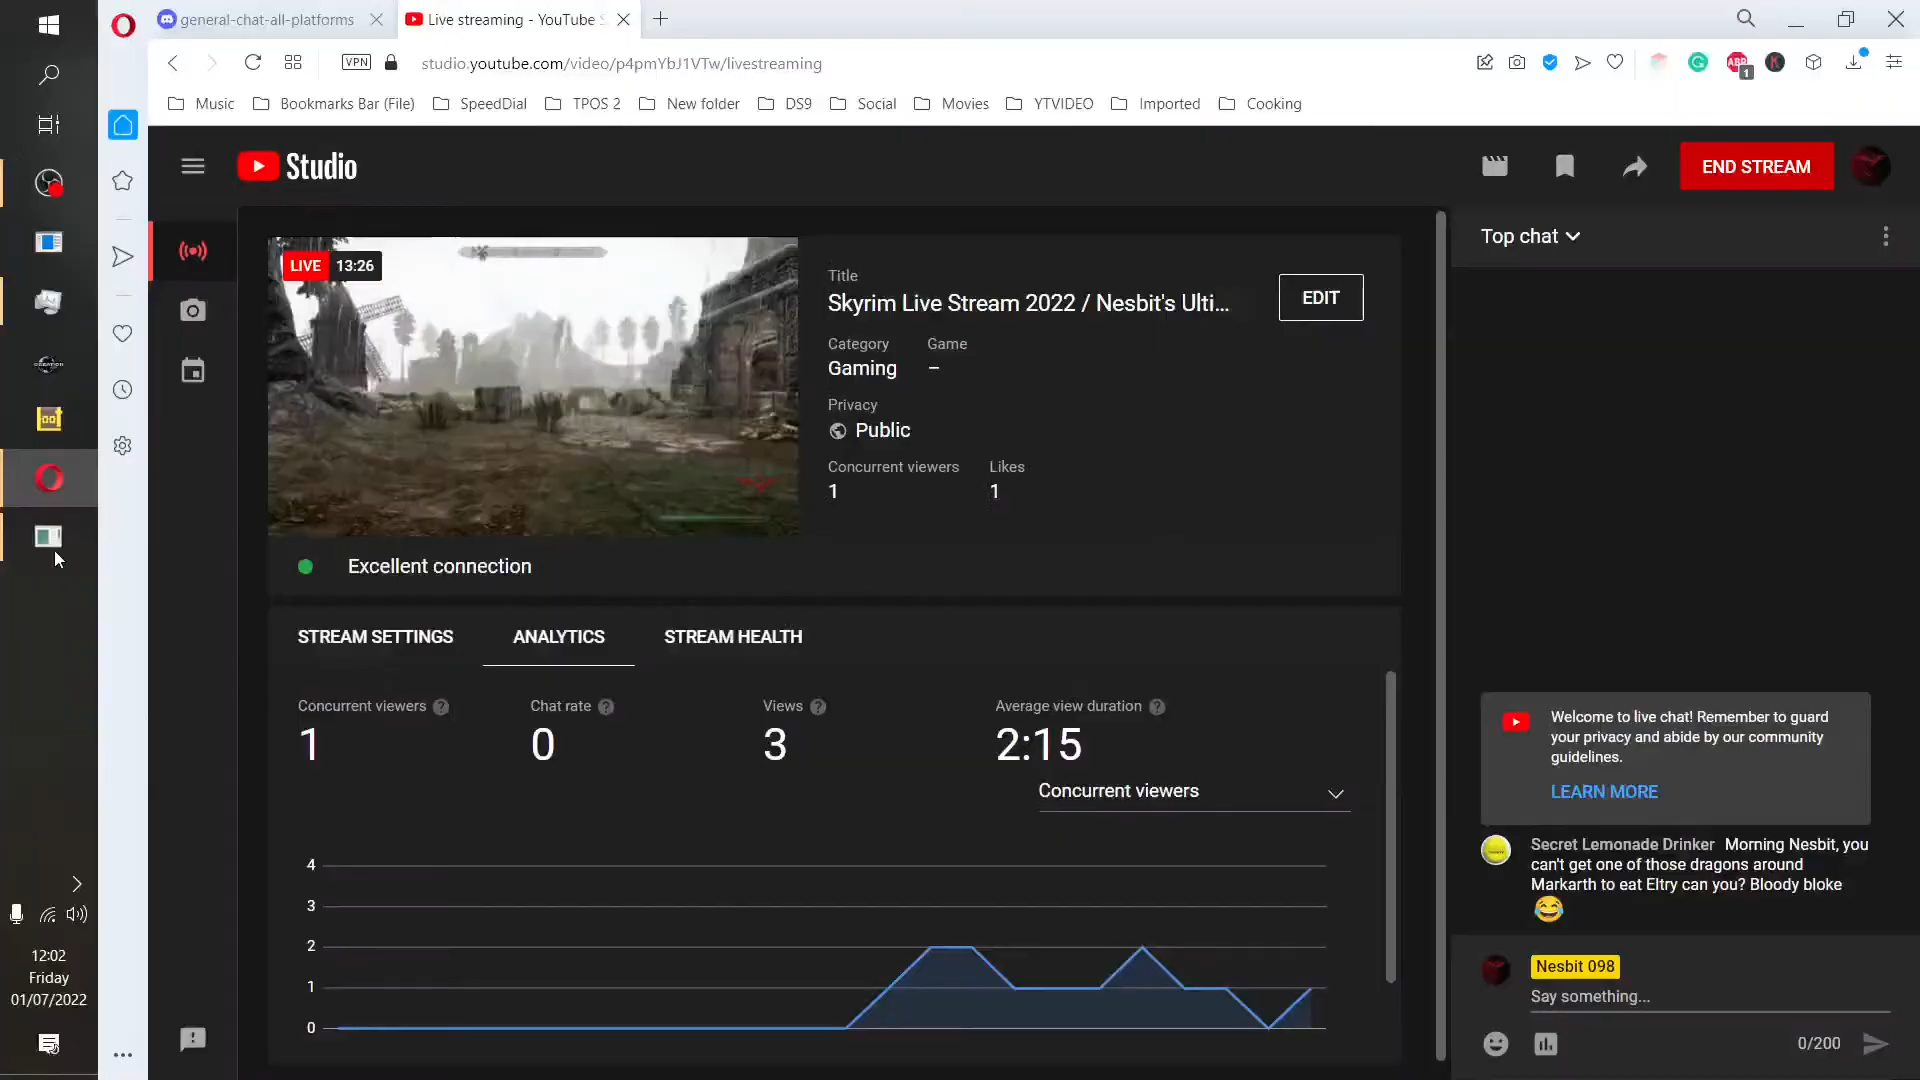 general-chat-all-platforms
Live streaming - YouTube S
VPN
studio.youtube.com/video/p4pmYbJ1VTw/livestreaming
ABP
1
Music
Bookmarks Bar (File)
SpeedDial
TPOS 2
New folder
DS9
Social
Movies
YTVIDEO
Imported
Cooking
Studio
END STREAM
LIVE 13:26
Title
Skyrim Live Stream 2022 / Nesbit's Ulti...
EDIT
Category Game
Gaming –
Privacy
Public
Concurrent viewers Likes
1 1
Excellent connection
STREAM SETTINGS ANALYTICS STREAM HEALTH
Concurrent viewers Chat rate Views Average view duration
1 0 3 2:15
Concurrent viewers
4
3
2
1
0
Top chat
Welcome to live chat! Remember to guard
your privacy and abide by our community
guidelines.
LEARN MORE
Secret Lemonade Drinker Morning Nesbit, you
can't get one of those dragons around
Markarth to eat Eltry can you? Bloody bloke
😂
Nesbit 098
Say something...
0/200
12:02
Friday
01/07/2022